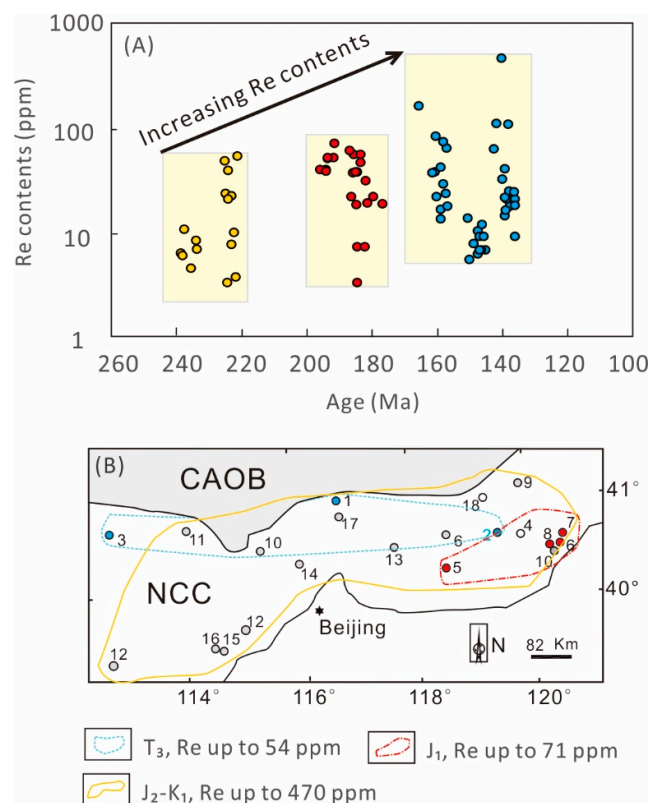 1000
(A)
Increasing Re contents
100
10
1
Re contents (ppm)
260 240 220 200 180 160 140 120 100
Age (Ma)
(B)
CAOB
41°
40°
NCC
Beijing
N
82 Km
1
17
18
9
3
11
10
13
6
2
4
8
7
6
10
5
14
12
16
15
12
114° 116° 118° 120°
T₃, Re up to 54 ppm
J₁, Re up to 71 ppm
J₂-K₁, Re up to 470 ppm